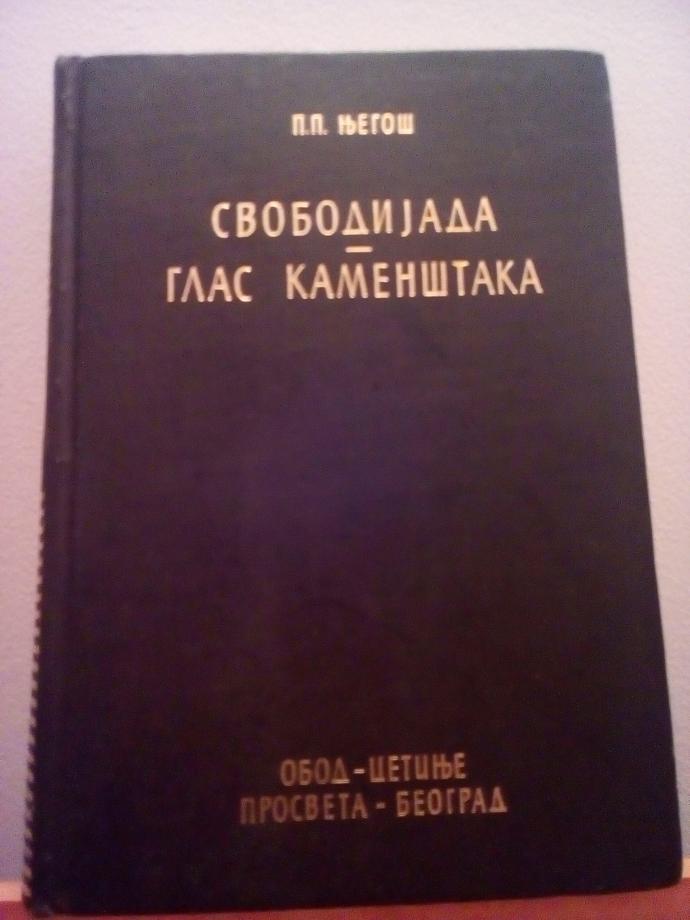 П.П. ЊЕГОШ
СВОБОДИЈАДА
–
ГЛАС КАМЕНШТАКА
ОБОД-ЦЕТИЊЕ
ПРОСВЕТА - БЕОГРАД